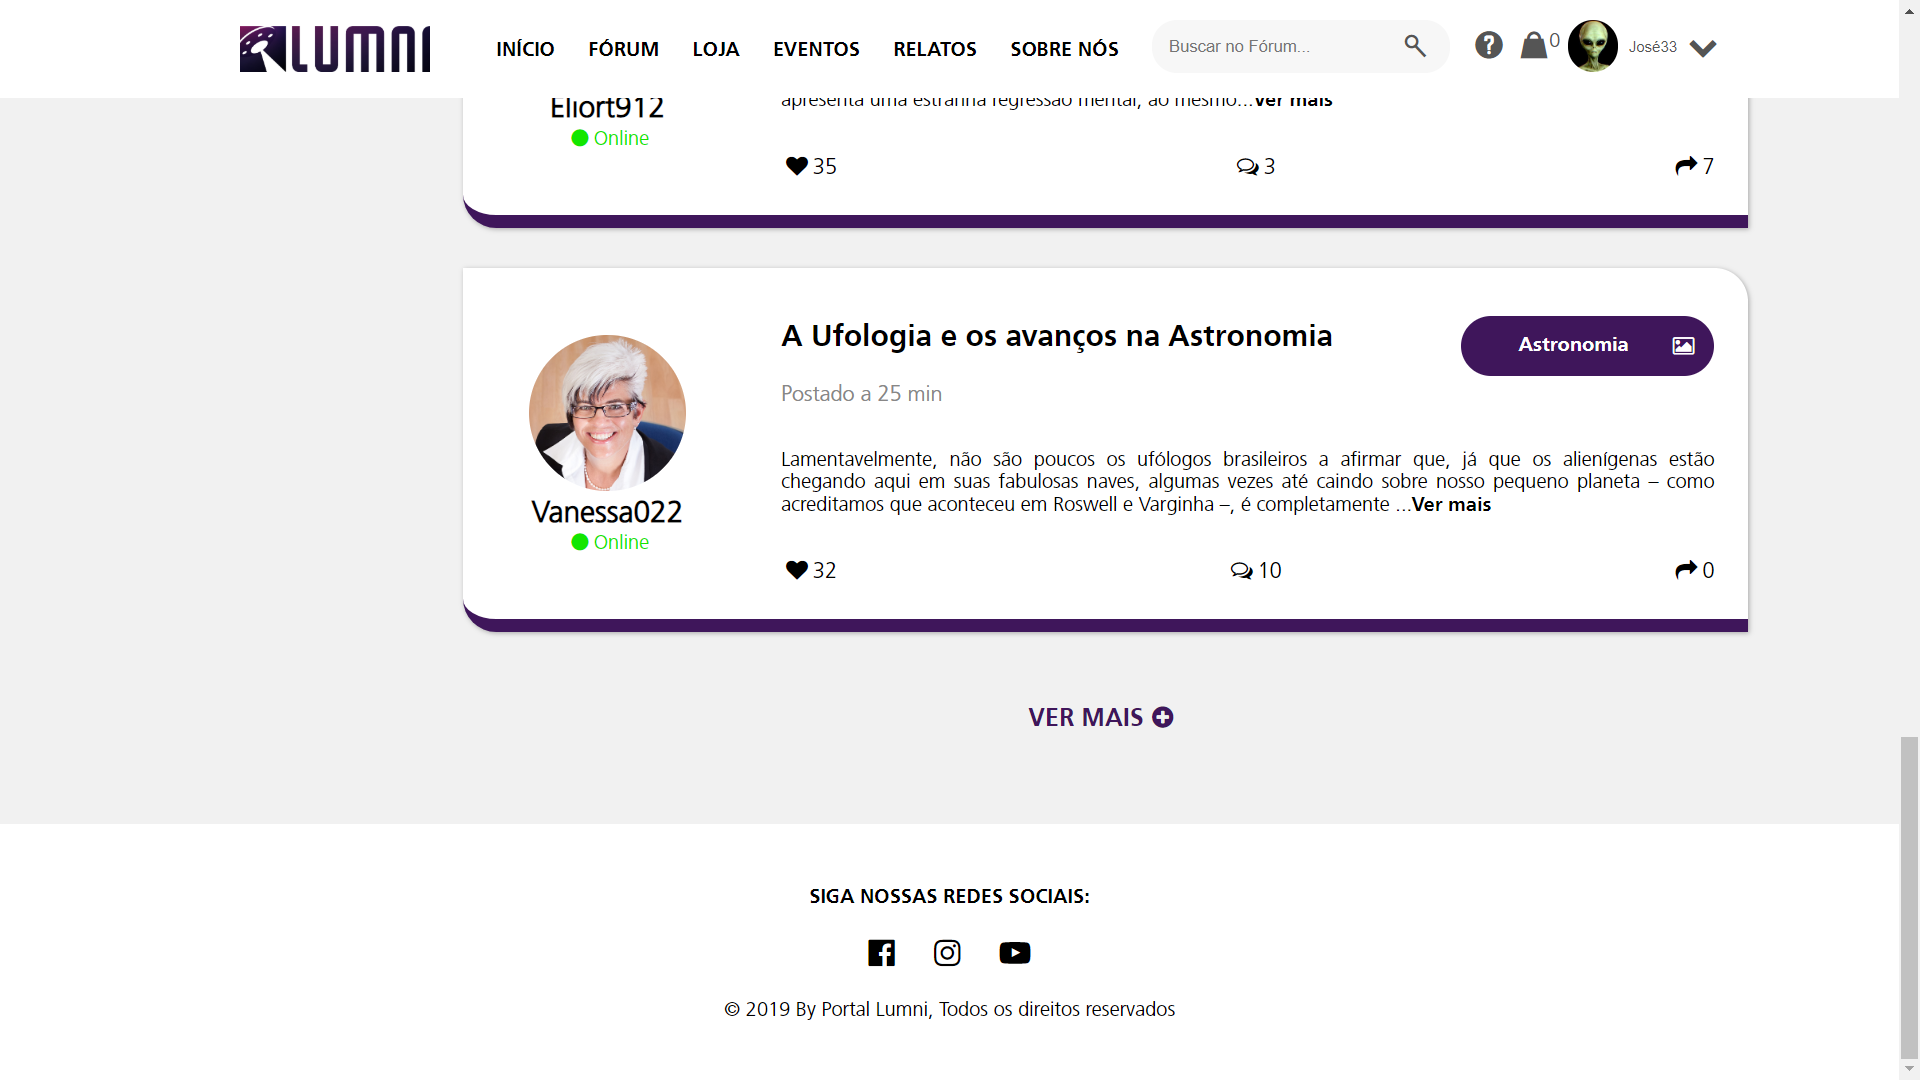 LUMNI
INÍCIO FÓRUM LOJA EVENTOS RELATOS SOBRE NÓS Buscar no Fórum... 0 José33
Eliort912
Online
apresenta uma estranha regressão mental, ao mesmo...Ver mais
35 3 7
A Ufologia e os avanços na Astronomia
Astronomia
Postado a 25 min
Lamentavelmente, não são poucos os ufólogos brasileiros a afirmar que, já que os alienígenas estão
chegando aqui em suas fabulosas naves, algumas vezes até caindo sobre nosso pequeno planeta – como
acreditamos que aconteceu em Roswell e Varginha –, é completamente ...Ver mais
Vanessa022
Online
32 10 0
VER MAIS
SIGA NOSSAS REDES SOCIAIS:
© 2019 By Portal Lumni, Todos os direitos reservados